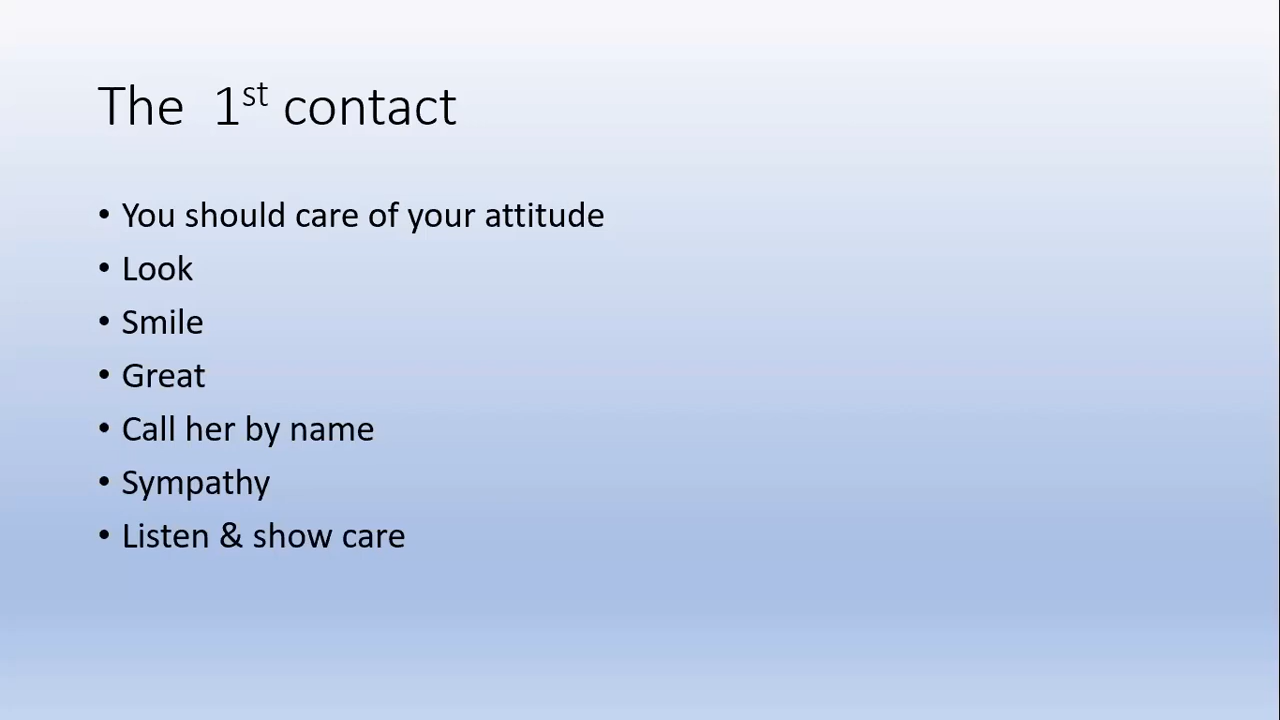 The 1st contact
• You should care of your attitude
• Look
• Smile
• Great
• Call her by name
• Sympathy
• Listen & show care